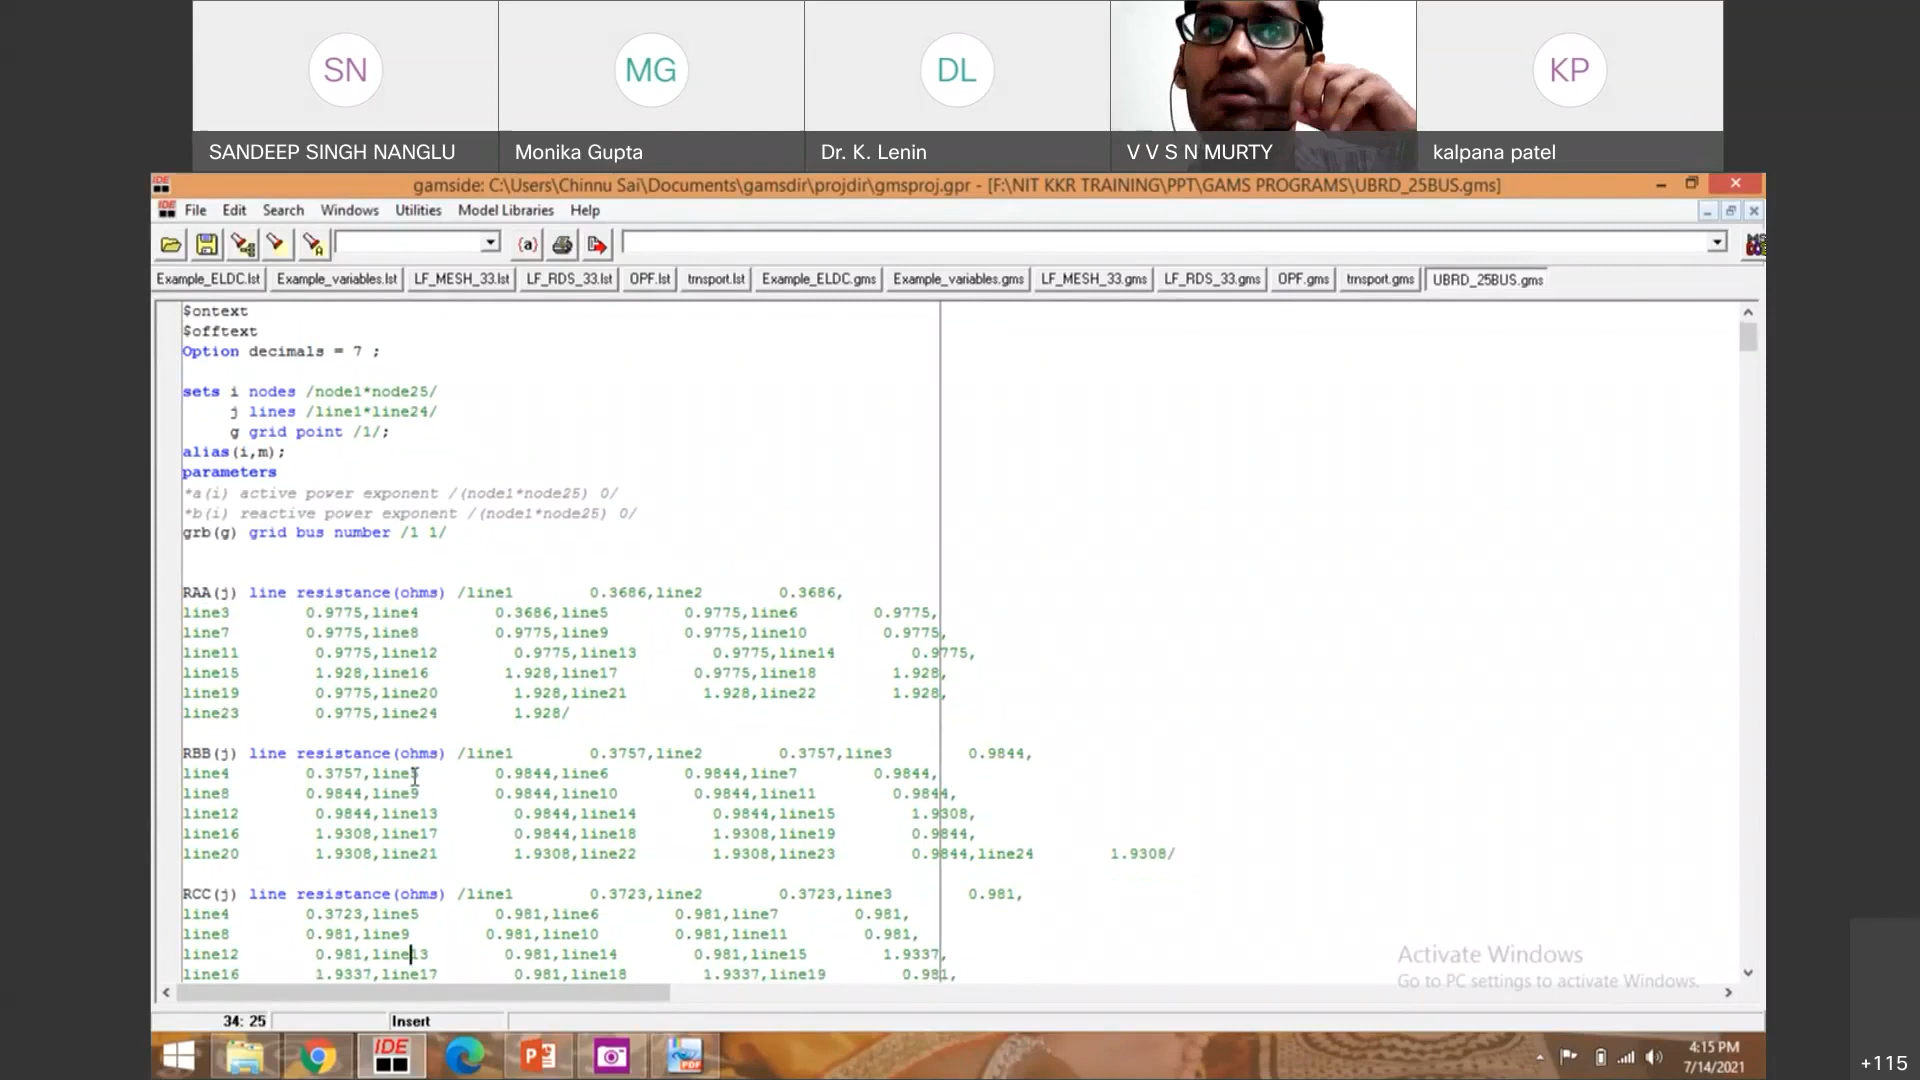 SN
MG
DL
KP
SANDEEP SINGH NANGLU
Monika Gupta
Dr. K. Lenin
V V S N MURTY
kalpana patel
IDE
gamside: C:\Users\Chinnu Sai\Documents\gamsdir\projdir\gmsproj.gpr - [F:\NIT KKR TRAINING\PPT\GAMS PROGRAMS\UBRD_25BUS.gms]
IDE File Edit Search Windows Utilities Model Libraries Help
{a}
Example_ELDC.lst Example_variables.lst LF_MESH_33.lst LF_RDS_33.lst OPF.lst trnsport.lst Example_ELDC.gms Example_variables.gms LF_MESH_33.gms LF_RDS_33.gms OPF.gms trnsport.gms UBRD_25BUS.gms
$ontext
$offtext
Option decimals = 7 ;
sets i nodes /node1*node25/
j lines /line1*line24/
g grid point /1/;
alias(i,m);
parameters
*a(i) active power exponent /(node1*node25) 0/
*b(i) reactive power exponent /(node1*node25) 0/
grb(g) grid bus number /1 1/
RAA(j) line resistance(ohms) /line1 0.3686,line2 0.3686,
line3 0.9775,line4 0.3686,line5 0.9775,line6 0.9775,
line7 0.9775,line8 0.9775,line9 0.9775,line10 0.9775,
line11 0.9775,line12 0.9775,line13 0.9775,line14 0.9775,
line15 1.928,line16 1.928,line17 0.9775,line18 1.928,
line19 0.9775,line20 1.928,line21 1.928,line22 1.928,
line23 0.9775,line24 1.928/
RBB(j) line resistance(ohms) /line1 0.3757,line2 0.3757,line3 0.9844,
line4 0.3757,line5 0.9844,line6 0.9844,line7 0.9844,
line8 0.9844,line9 0.9844,line10 0.9844,line11 0.9844,
line12 0.9844,line13 0.9844,line14 0.9844,line15 1.9308,
line16 1.9308,line17 0.9844,line18 1.9308,line19 0.9844,
line20 1.9308,line21 1.9308,line22 1.9308,line23 0.9844,line24 1.9308/
RCC(j) line resistance(ohms) /line1 0.3723,line2 0.3723,line3 0.981,
line4 0.3723,line5 0.981,line6 0.981,line7 0.981,
line8 0.981,line9 0.981,line10 0.981,line11 0.981,
line12 0.981,line13 0.981,line14 0.981,line15 1.9337,
line16 1.9337,line17 0.981,line18 1.9337,line19 0.981,
Activate Windows
Go to PC settings to activate Windows.
34: 25 Insert
IDE
PDF
4:15 PM
7/14/2021
+115